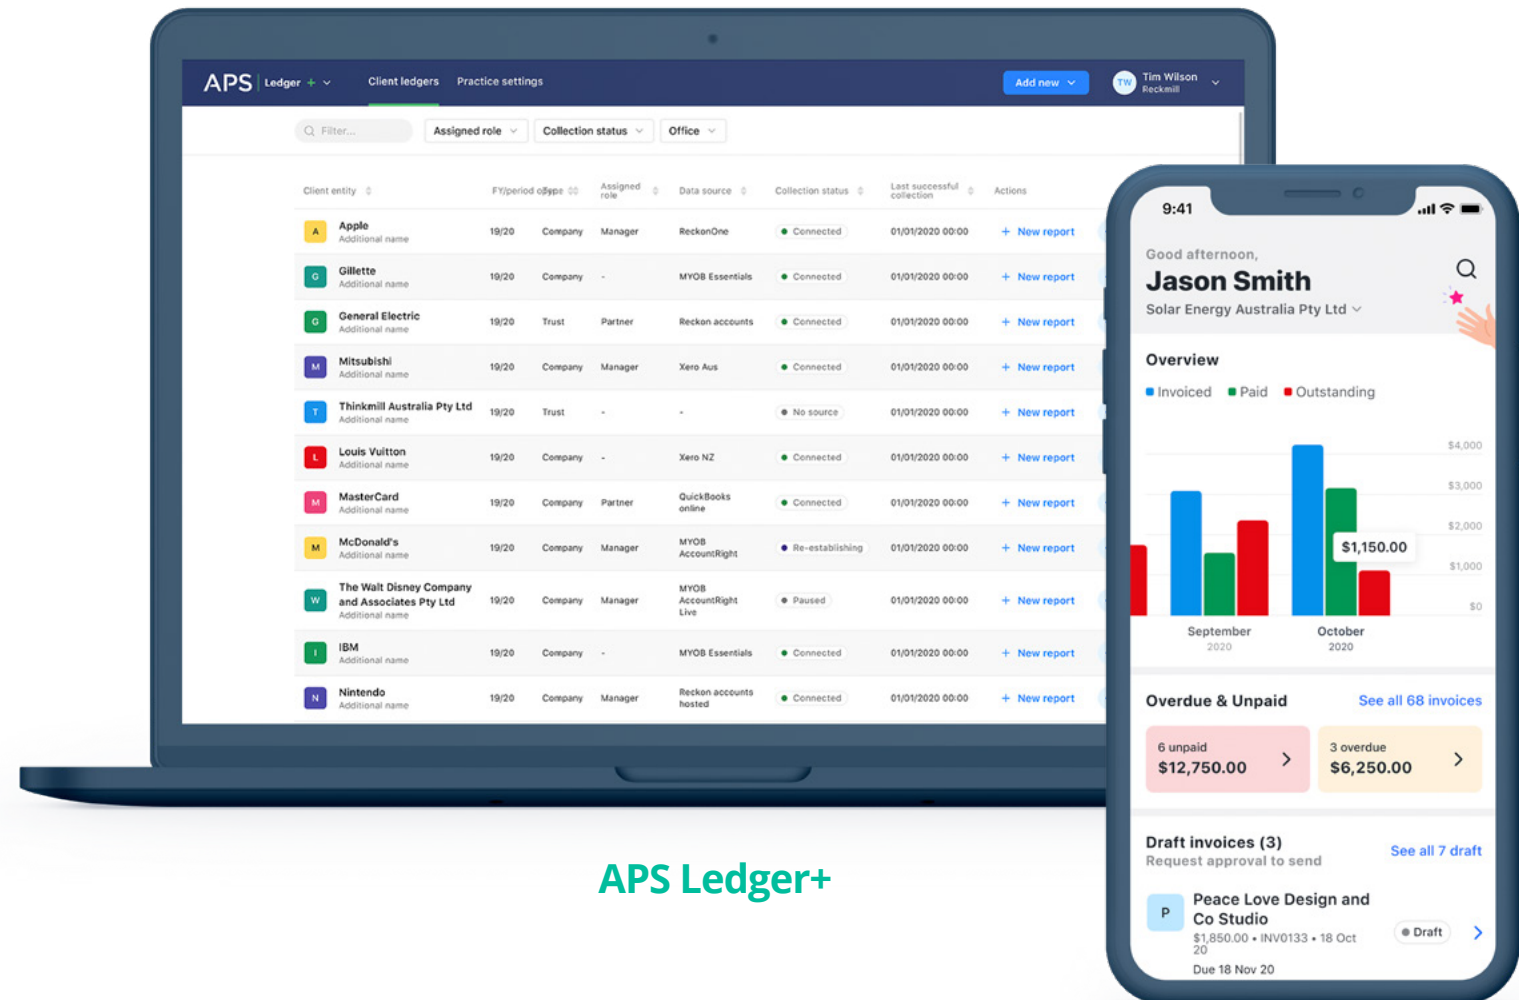 APS Ledger + Client ledgers Practice settings Add new TW Tim Wilson
Reckmill
Filter... Assigned role Collection status Office
Client entity FY/period Type Assigned role Data source Collection status Last successful collection Actions
A Apple 19/20 Company Manager ReckonOne Connected 01/01/2020 00:00 + New report
Additional name
G Gillette 19/20 Company - MYOB Essentials Connected 01/01/2020 00:00 + New report
Additional name
G General Electric 19/20 Trust Partner Reckon accounts Connected 01/01/2020 00:00 + New report
Additional name
M Mitsubishi 19/20 Company Manager Xero Aus Connected 01/01/2020 00:00 + New report
Additional name
T Thinkmill Australia Pty Ltd 19/20 Trust - - No source 01/01/2020 00:00 + New report
Additional name
L Louis Vuitton 19/20 Company - Xero NZ Connected 01/01/2020 00:00 + New report
Additional name
M MasterCard 19/20 Company Partner QuickBooks online Connected 01/01/2020 00:00 + New report
Additional name
M McDonald's 19/20 Company Manager MYOB AccountRight Re-establishing 01/01/2020 00:00 + New report
Additional name
W The Walt Disney Company and Associates Pty Ltd 19/20 Company Manager MYOB AccountRight Live Paused 01/01/2020 00:00 + New report
Additional name
I IBM 19/20 Company - MYOB Essentials Connected 01/01/2020 00:00 + New report
Additional name
N Nintendo 19/20 Company Manager Reckon accounts hosted Connected 01/01/2020 00:00 + New report
Additional name
APS Ledger+
9:41
Good afternoon,
Jason Smith
Solar Energy Australia Pty Ltd
Overview
Invoiced Paid Outstanding
$4,000
$3,000
$2,000
$1,150.00
$1,000
$0
September October
2020 2020
Overdue & Unpaid See all 68 invoices
6 unpaid 3 overdue
$12,750.00 $6,250.00
Draft invoices (3) See all 7 draft
Request approval to send
P Peace Love Design and
Co Studio
$1,850.00 • INV0133 • 18 Oct
20
Draft
Due 18 Nov 20